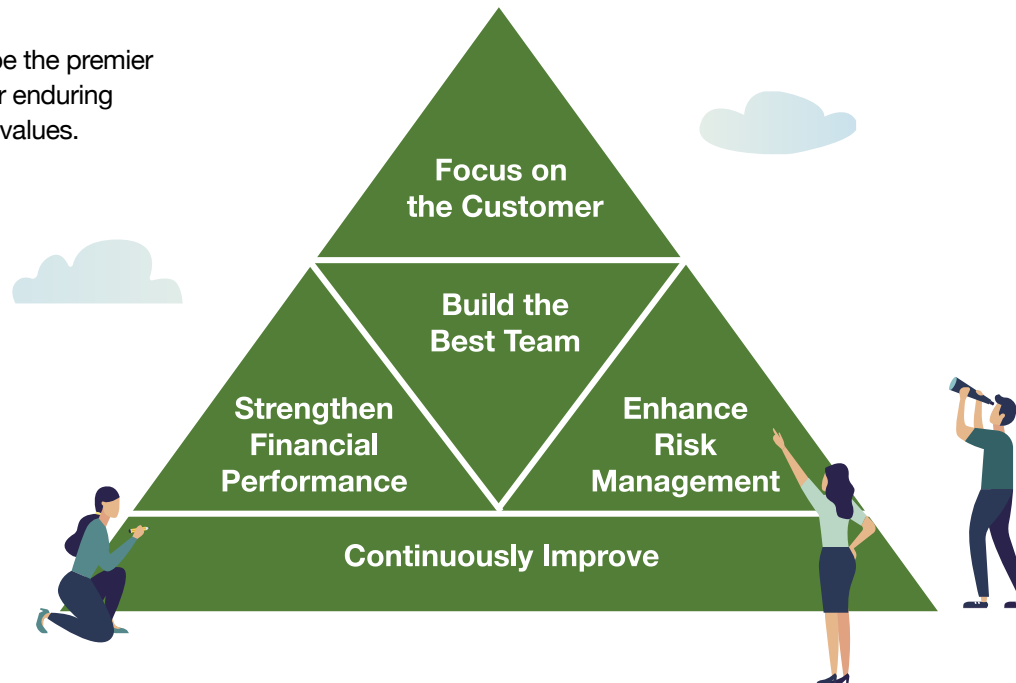 be the premier
r enduring
values.
Focus on
the Customer
Build the
Best Team
Strengthen
Financial
Performance
Enhance
Risk
Management
Continuously Improve